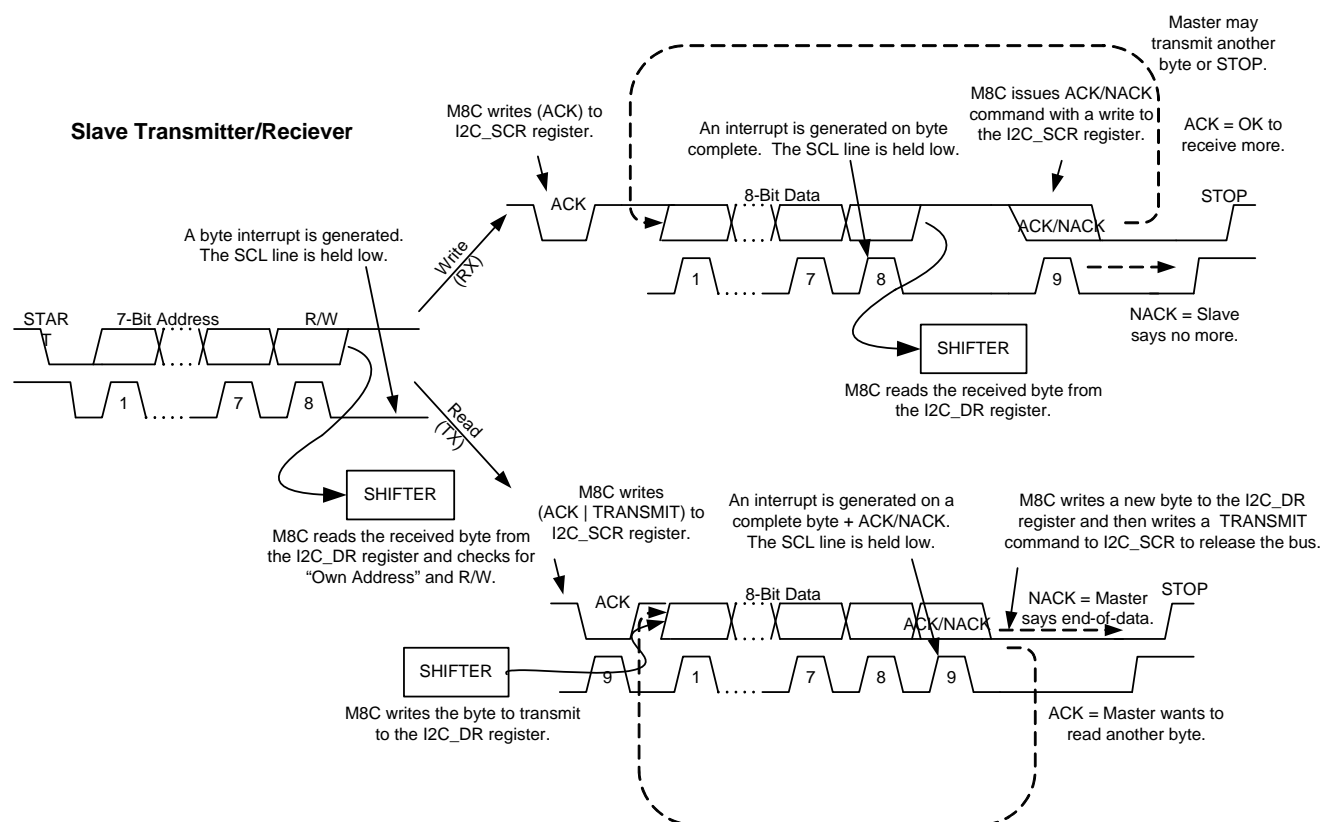 Slave Transmitter/Reciever
Master may
transmit another
byte or STOP.
M8C writes (ACK) to
I2C_SCR register.
An interrupt is generated on byte
complete. The SCL line is held low.
M8C issues ACK/NACK
command with a write to
the I2C_SCR register.
ACK = OK to
receive more.
ACK
8-Bit Data
ACK/NACK
STOP
1
7
8
9
NACK = Slave
says no more.
SHIFTER
M8C reads the received byte from
the I2C_DR register.
A byte interrupt is generated.
The SCL line is held low.
Write
(RX)
STAR
T
7-Bit Address
R/W
1
7
8
Read
(TX)
SHIFTER
M8C reads the received byte from
the I2C_DR register and checks for
“Own Address” and R/W.
M8C writes
(ACK | TRANSMIT) to
I2C_SCR register.
An interrupt is generated on a
complete byte + ACK/NACK.
The SCL line is held low.
M8C writes a new byte to the I2C_DR
register and then writes a TRANSMIT
command to I2C_SCR to release the bus.
ACK
8-Bit Data
ACK/NACK
NACK = Master
says end-of-data.
STOP
SHIFTER
9
1
7
8
9
M8C writes the byte to transmit
to the I2C_DR register.
ACK = Master wants to
read another byte.